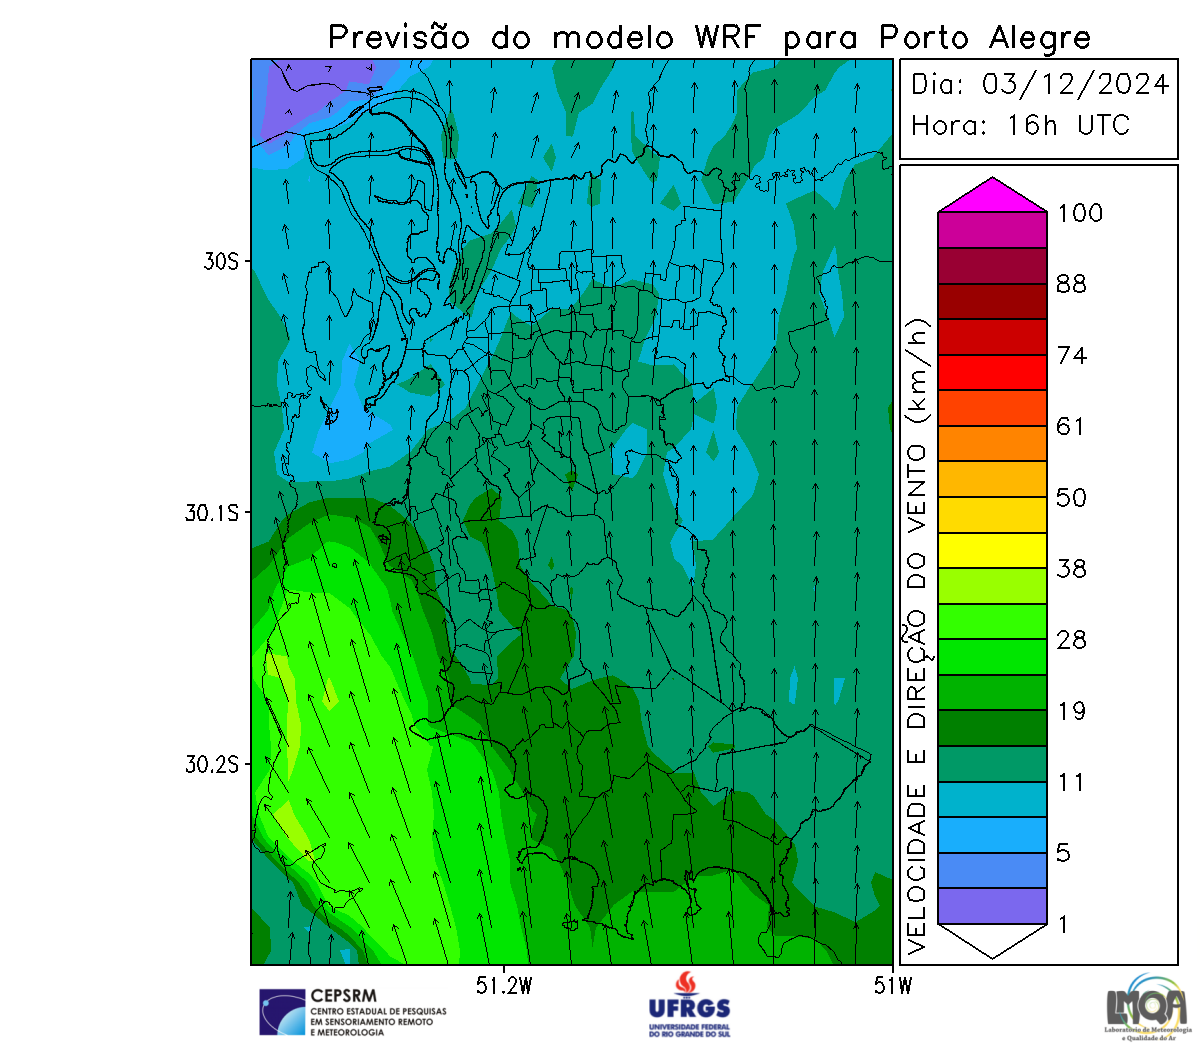 Previsão do modelo WRF para Porto Alegre
Dia: 03/12/2024
Hora: 16h UTC
30S
30.1S
30.2S
51.2W
51W
VELOCIDADE E DIREÇÃO DO VENTO (km/h)
100
88
74
61
50
38
28
19
11
5
1
CEPSRM
CENTRO ESTADUAL DE PESQUISAS
EM SENSORIAMENTO REMOTO
E METEOROLOGIA
UFRGS
UNIVERSIDADE FEDERAL
DO RIO GRANDE DO SUL
LMQA
Laboratório de Meteorologia
e Qualidade do Ar